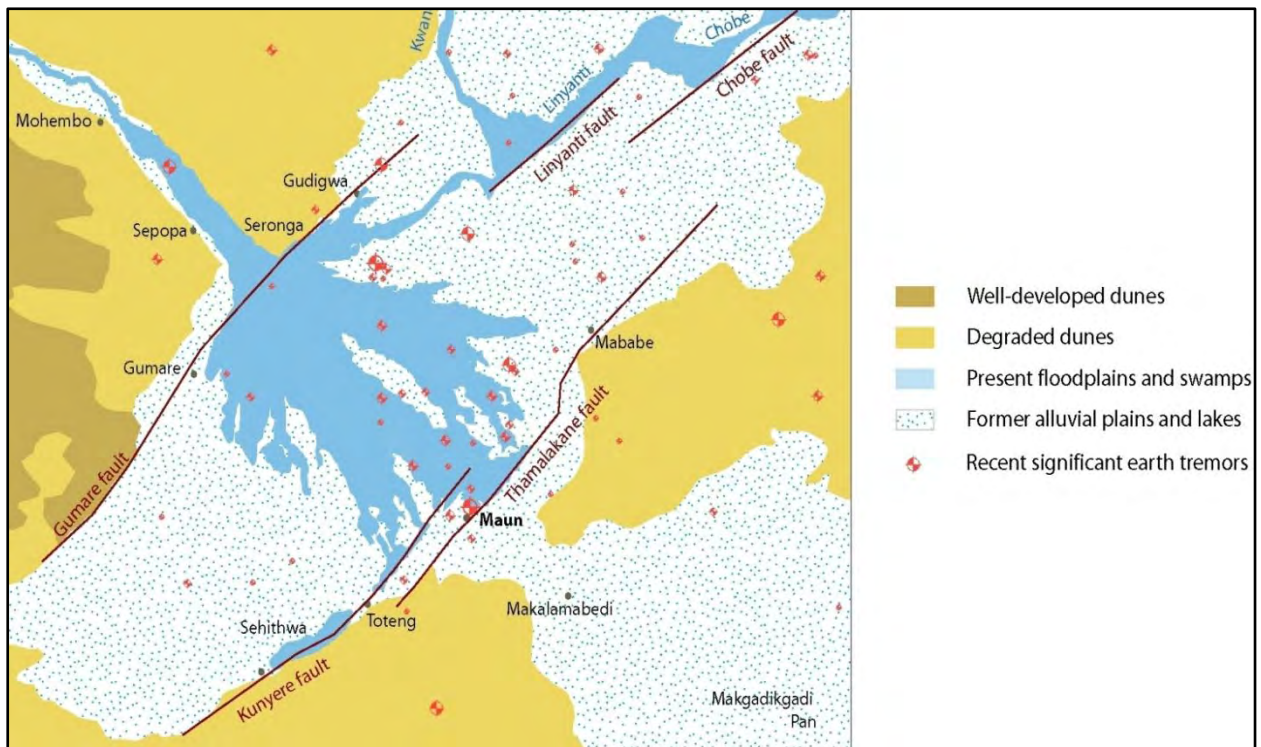 Kwan
Chobe
Chobe fault
Linyanti
Linyanti fault
Mohembo
Gudigwa
Seronga
Sepopa
Mababe
Gumare
Thamalakane fault
Gumare fault
Maun
Makalamabedi
Toteng
Sehithwa
Kunyere fault
Makgadikgadi
Pan
Well-developed dunes
Degraded dunes
Present floodplains and swamps
Former alluvial plains and lakes
Recent significant earth tremors